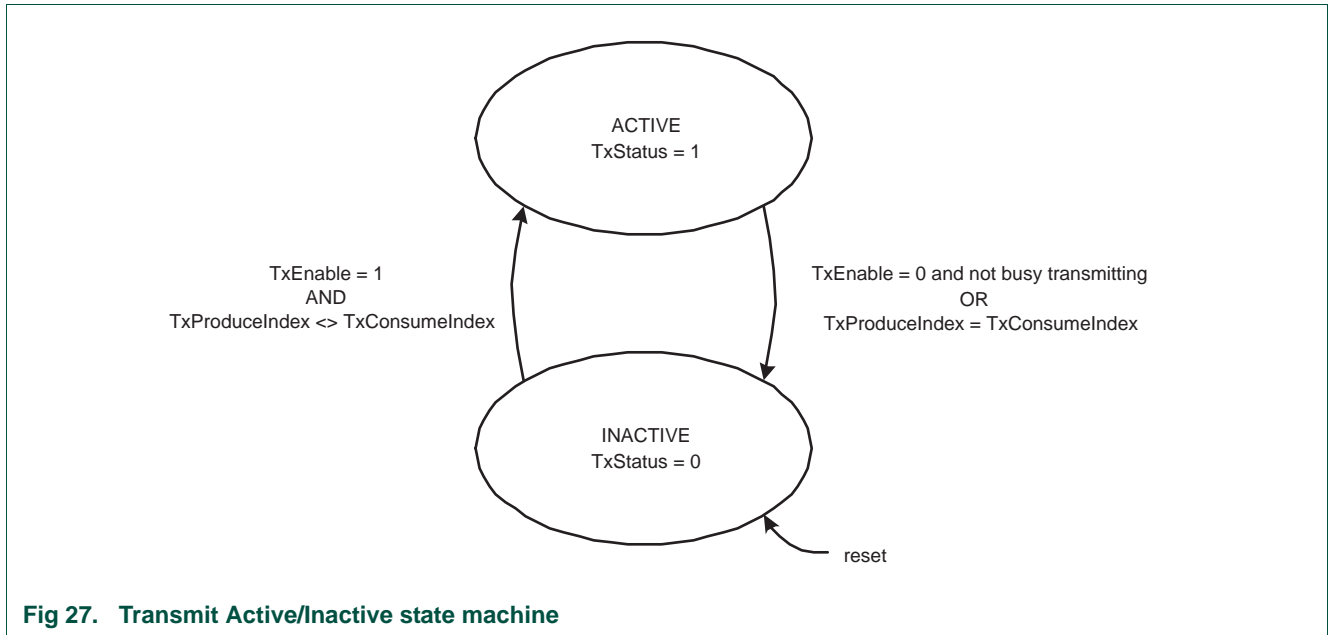 ACTIVE
TxStatus = 1
TxEnable = 1
AND
TxProduceIndex <> TxConsumeIndex
TxEnable = 0 and not busy transmitting
OR
TxProduceIndex = TxConsumeIndex
INACTIVE
TxStatus = 0
reset
Fig 27. Transmit Active/Inactive state machine